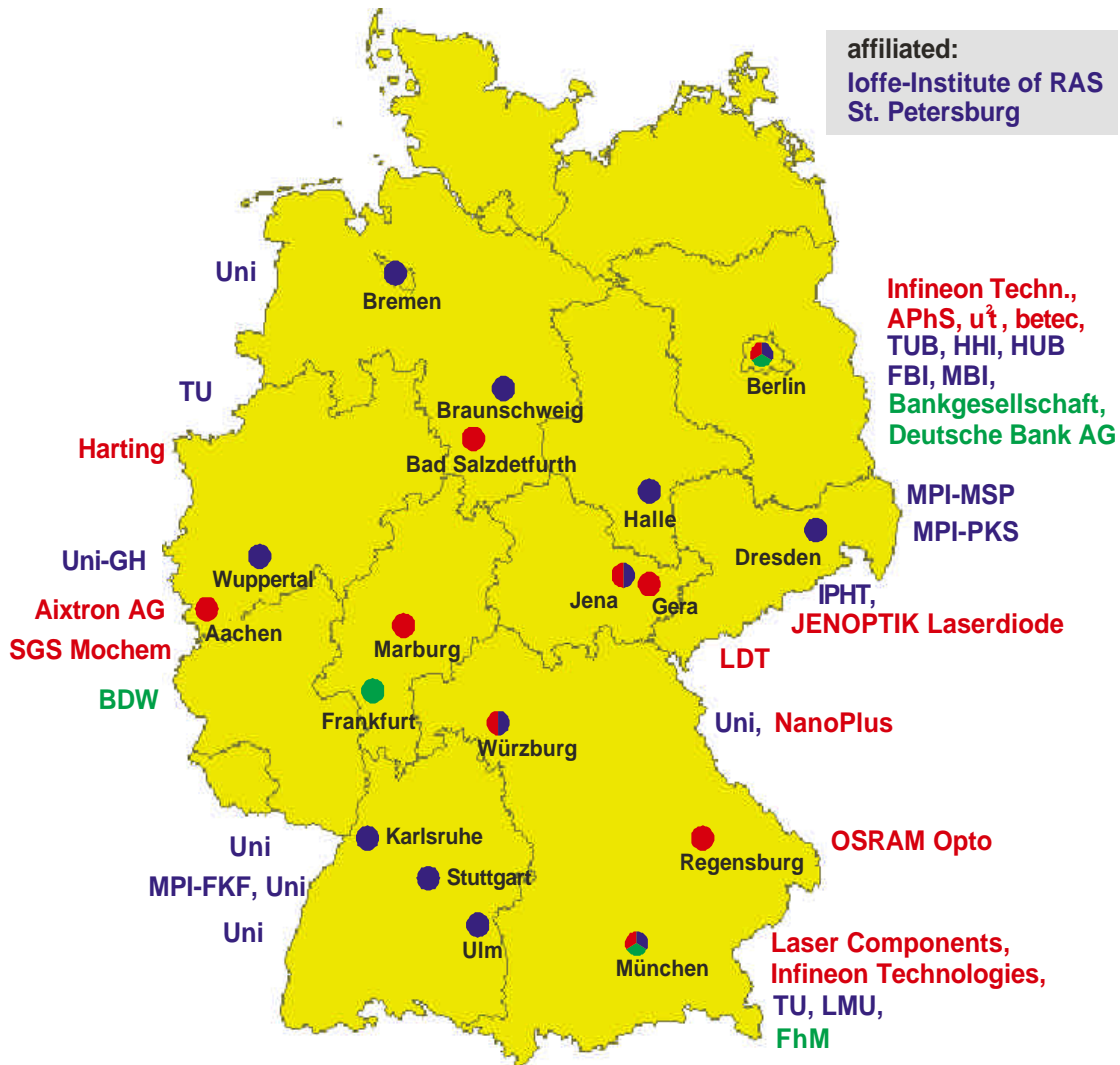 affiliated:
Ioffe-Institute of RAS
St. Petersburg
Uni
Bremen
Infineon Techn.,
APhS, u²t, betec,
TUB, HHI, HUB
FBI, MBI,
Bankgesellschaft,
Deutsche Bank AG
Berlin
TU
Braunschweig
Harting
Bad Salzdetfurth
MPI-MSP
Halle
MPI-PKS
Dresden
Uni-GH
Wuppertal
IPHT,
JENOPTIK Laserdiode
Jena
Gera
LDT
Aixtron AG
Aachen
SGS Mochem
Marburg
BDW
Frankfurt
Uni, NanoPlus
Würzburg
Uni
Karlsruhe
MPI-FKF, Uni
Stuttgart
Uni
Ulm
OSRAM Opto
Regensburg
München
Laser Components,
Infineon Technologies,
TU, LMU,
FhM